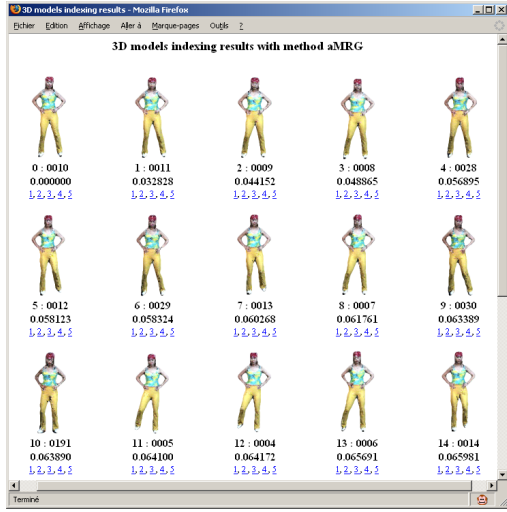 3D models indexing results - Mozilla Firefox
Fichier Edition Affichage Aller à Marque-pages Outils ?
3D models indexing results with method aMRG
0 : 0010 1 : 0011 2 : 0009 3 : 0008 4 : 0028
0.000000 0.032828 0.044152 0.048865 0.056895
1, 2, 3, 4, 5 1, 2, 3, 4, 5 1, 2, 3, 4, 5 1, 2, 3, 4, 5 1, 2, 3, 4, 5
5 : 0012 6 : 0029 7 : 0013 8 : 0007 9 : 0030
0.058123 0.058324 0.060268 0.061761 0.063389
1, 2, 3, 4, 5 1, 2, 3, 4, 5 1, 2, 3, 4, 5 1, 2, 3, 4, 5 1, 2, 3, 4, 5
10 : 0191 11 : 0005 12 : 0004 13 : 0006 14 : 0014
0.063890 0.064100 0.064172 0.065691 0.065981
1, 2, 3, 4, 5 1, 2, 3, 4, 5 1, 2, 3, 4, 5 1, 2, 3, 4, 5 1, 2, 3, 4, 5
Terminé